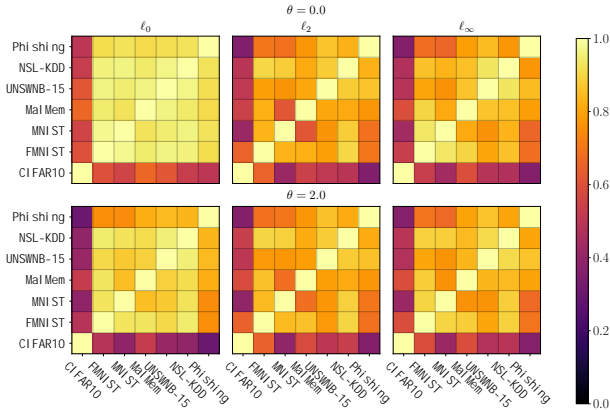 θ = 0.0
ℓ0 ℓ2 ℓ∞
Phishing
NSL-KDD
UNSWNB-15
MalMem
MNIST
FMNIST
CIFAR10
θ = 2.0
Phishing
NSL-KDD
UNSWNB-15
MalMem
MNIST
FMNIST
CIFAR10
CIFAR10 FMNIST MNIST MalMem UNSWNB-15 NSL-KDD Phishing
CIFAR10 FMNIST MNIST MalMem UNSWNB-15 NSL-KDD Phishing
CIFAR10 FMNIST MNIST MalMem UNSWNB-15 NSL-KDD Phishing
1.0
0.8
0.6
0.4
0.2
0.0